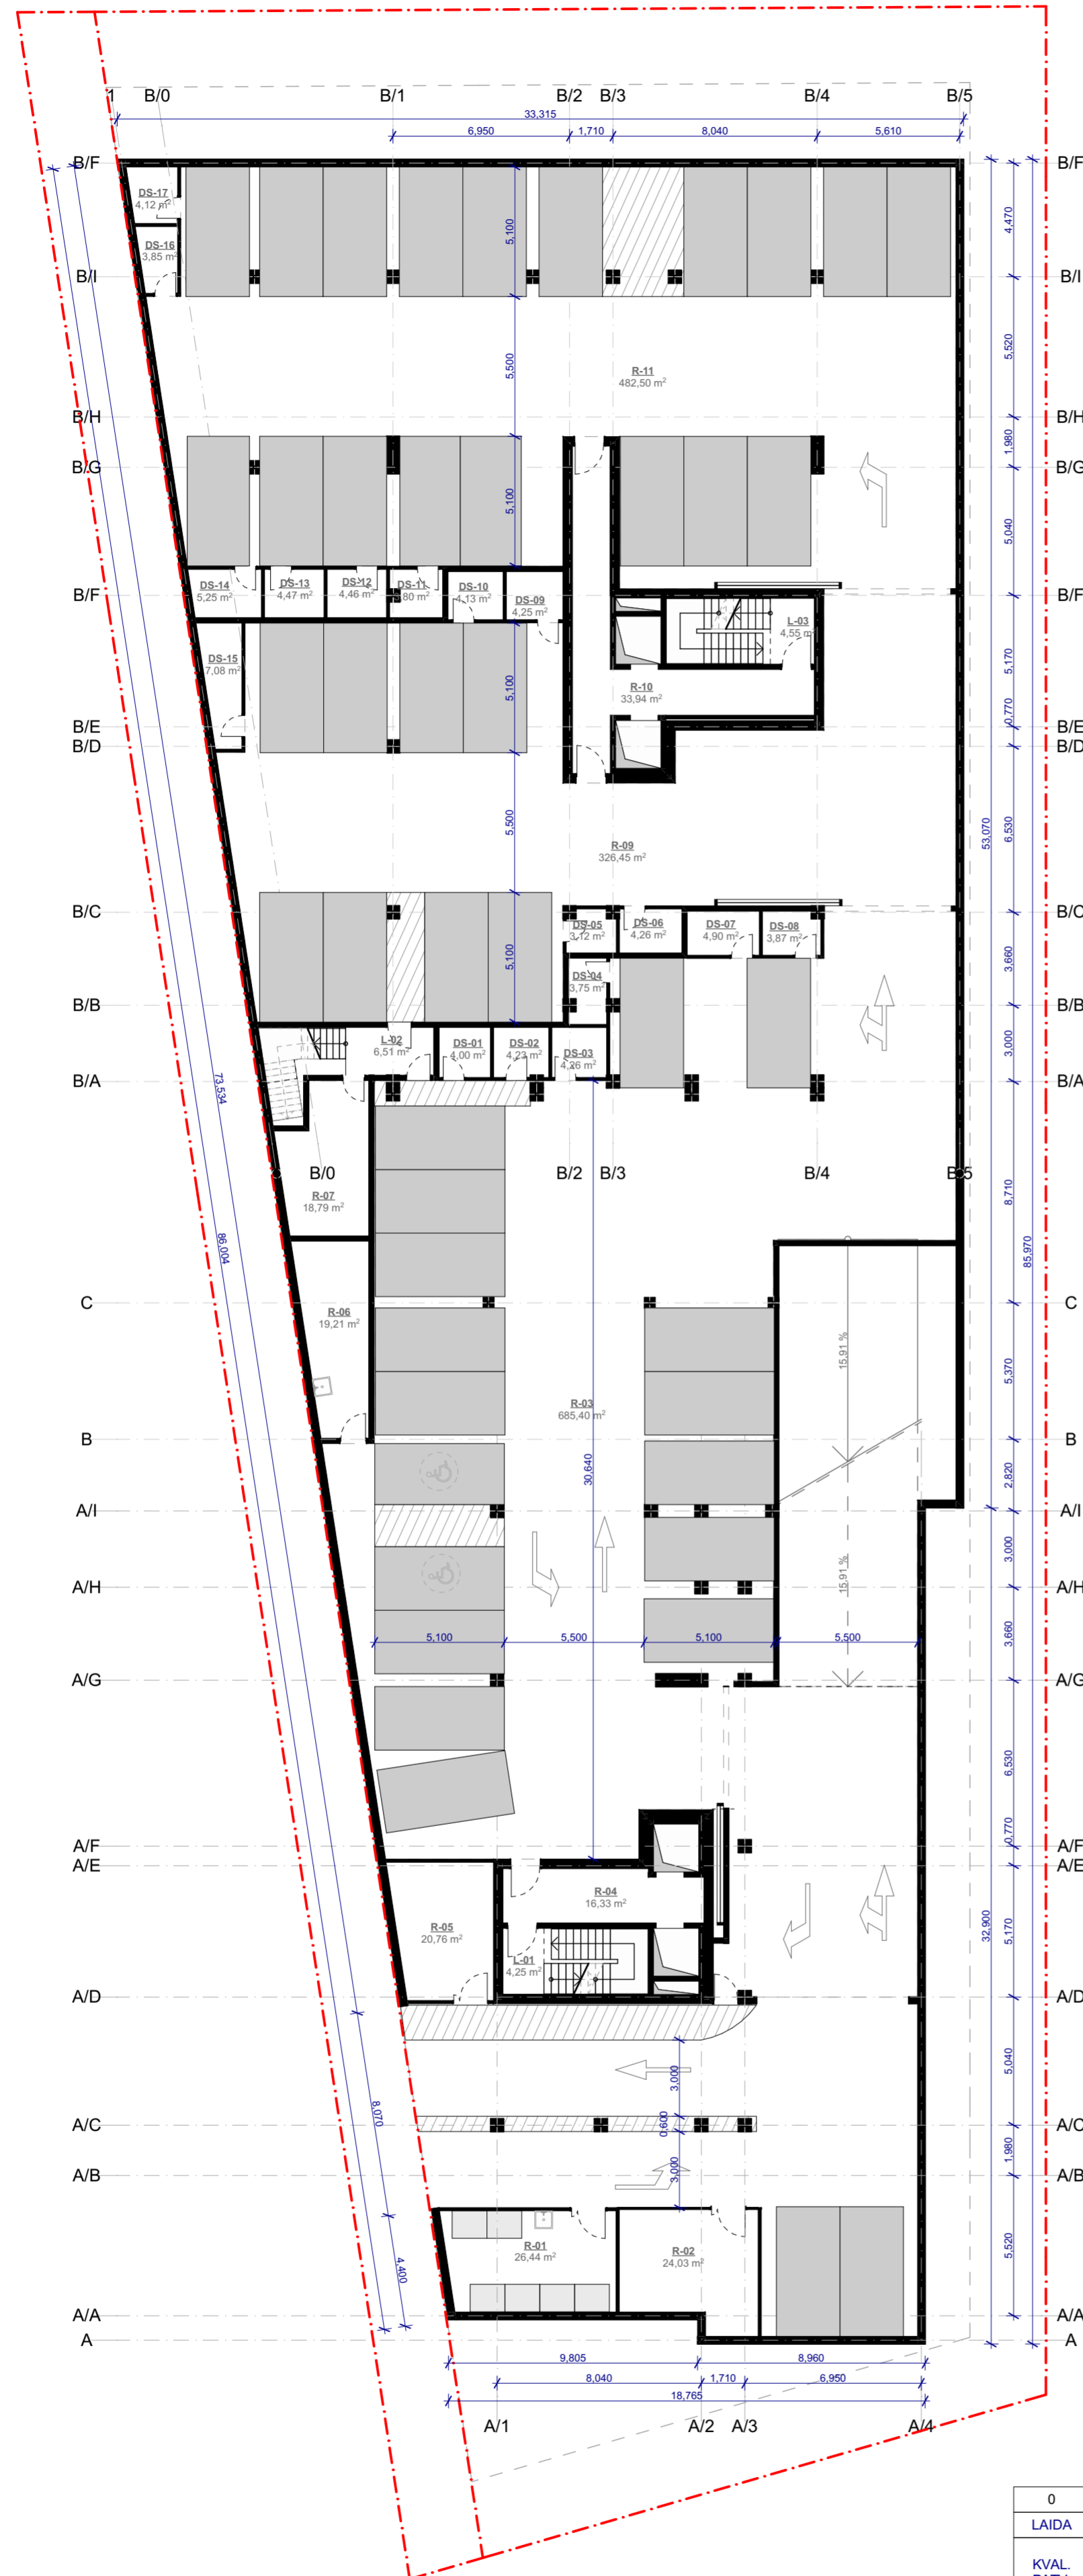 1 B/0 B/1 B/2 B/3 B/4 B/5
33,315
6,950 1,710 8,040 5,610
B/F B/F
DS-17
4,12 m²
DS-16
3,85 m²
5,100
4,470
B/I B/I
5,500
R-11
482,50 m²
5,520
B/H B/H
1,980
B/G B/G
5,100
5,040
DS-14
5,25 m²
DS-13
4,47 m²
DS-12
4,46 m²
DS-11
DS-10
DS-09
4,25 m²
B/F B/F
L-03
4,55 m²
DS-15
7,08 m²
5,100
R-10
33,94 m²
5,170
0,770
B/E B/E
B/D B/D
5,500
R-09
326,45 m²
53,070
6,530
B/C B/C
DS-05
3,12 m²
DS-06
4,26 m²
DS-07
4,90 m²
DS-08
3,87 m²
5,100
DS-04
3,75 m²
3,660
B/B B/B
L-02
6,51 m²
DS-01
4,00 m²
DS-02
4,23 m²
DS-03
4,26 m²
3,000
B/A B/A
73,534
B/0 B/2 B/3 B/4 B/5
R-07
18,79 m²
8,710
86,004
85,970
C C
R-06
19,21 m²
15,91 %
5,370
R-03
685,40 m²
B B
30,640
2,820
A/I A/I
15,91 %
3,000
A/H A/H
5,100 5,500 5,100 5,500
3,660
A/G A/G
6,530
0,770
A/F A/F
A/E A/E
R-04
16,33 m²
R-05
20,76 m²
L-01
4,25 m²
32,900
5,170
A/D A/D
3,000
5,040
8,070
0,600
A/C A/C
3,000
1,980
A/B A/B
R-01
26,44 m²
R-02
24,03 m²
5,520
4,400
A/A A/A
A A
9,805 8,960
8,040 1,710 6,950
18,765
A/1 A/2 A/3 A/4
0
LAIDA
KVAL.